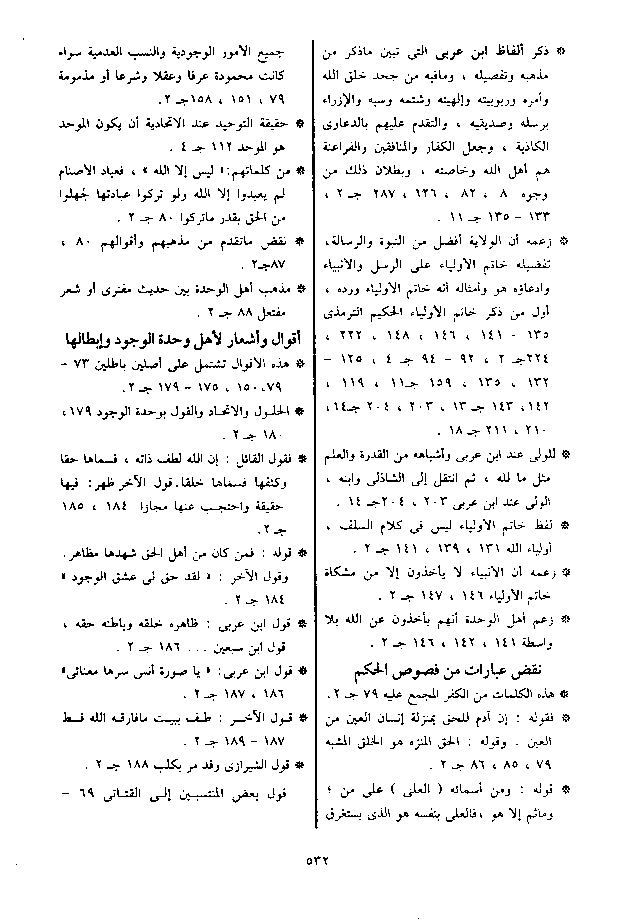 * ذكر ألفاظ ابن عربى التى تبين ماذكر من
مذهبه وتفصيله ، ومافيه من جحد خلق الله
وأمره وربوبيته وإلهيته وشتمه وسبه والإزراء
برسله وصديقيه ، والتقدم عليهم بالدعاوى
الكاذبة ، وجعل الكفار والمنافقين والفراعنة
هم أهل الله وخاصته ، وبطلان ذلك من
وجوه ٨ ، ٨٢ ، ١٢٦ ، ٢٨٧ جـ ٢ ،
١٣٣ - ١٣٥ جـ ١١ .
* زعمه أن الولاية أفضل من النبوة والرسالة،
تفضيله خاتم الأولياء على الرسل والأنبياء
وادعاؤه هو وأمثاله أنه خاتم الأولياء ورده ،
أول من ذكر خاتم الأولياء الحكيم الترمذى
١٣٥ - ١٤١ ، ١٤٦ ، ١٤٨ ، ٢٢٢ ،
٢٢٤جـ ٢ ، ٩٢ - ٩٤ جـ ٤ ، ١٢٥ -
١٣٢ ، ١٣٥ ، ١٥٩ جـ١١ ، ١١٩ ،
١٤٢، ١٤٣ جـ ١٣ ، ٢٠٣ ، ٢٠٤ جـ١٤،
٢١٠ ، ٢١١ جـ ١٨ .
* للولى عند ابن عربى وأشباهه من القدرة والعلم
مثل ما لله ، ثم انتقل إلى الشاذلى وابنه ،
الولى عند ابن عربى ٢٠٣ ، ٢٠٤جـ ١٤ .
* لفظ خاتم الأولياء ليس فى كلام السلف ،
أولياء الله ١٣١ ، ١٣٩ ، ١٤١ جـ ٢ .
* زعمه أن الأنبياء لا يأخذون إلا من مشكاة
خاتم الأولياء ١٤٦ ، ١٤٧ جـ ٢ .
* زعم أهل الوحدة أنهم يأخذون عن الله بلا
واسطة ١٤١ ، ١٤٢ ، ١٤٦ جـ ٢ .
نقض عبارات من فصوص الحكم
* هذه الكلمات من الكفر المجمع عليه ٧٩ جـ ٢.
* فقوله : إن آدم للحق بمنزلة إنسان العين من
العين . وقوله : الحق المنزه هو الخلق المشبه
٧٩ ، ٨٥ ، ٨٦ جـ ٢ .
* قوله : ومن أسمائه ( العلي ) على من ؟
وماثم إلا هو ، فالعلى بنفسه هو الذى يستغرق
جميع الأمور الوجودية والنسب العدمية سواء
كانت محمودة عرفا وعقلا وشرعا أو مذمومة
٧٩ ، ١٥١ ، ١٥٨جـ ٢.
* حقيقة التوحيد عند الاتحادية أن يكون الموحد
هو الموحد ١١٢ جـ ٤ .
* من كلماتهم: « ليس إلا الله » ، فعباد الأصنام
لم يعبدوا إلا الله ولو تركوا عبادتها لجهلوا
من الحق بقدر ماتركوا ٨٠ جـ ٢ .
* نقض ماتقدم من مذهبهم وأقوالهم ٨٠ ،
٨٧جـ٢ .
* مذهب أهل الوحدة بين حديث مفترى أو شعر
مفتعل ٨٨ جـ ٢ .
أقوال وأشعار لأهل وحدة الوجود وإبطالها
* هذه الاقوال تشتمل على أصلين باطلين ٧٣ -
٧٩، ١٥٠ ، ١٧٥ - ١٧٩ جـ ٢.
* الحلول والاتحاد والقول بوحدة الوجود ١٧٩،
١٨٠ جـ ٢ .
* فقول القائل : إن الله لطف ذاته ، فسماها حقا
وكثفها فسماها خلقا. قول الآخر ظهر: فيها
حقيقة واحتجب عنها مجازا ١٨٤ ، ١٨٥
جـ ٢.
* قوله : فمن كان من أهل الحق شهدها مظاهر.
وقول الآخر : « لقد حق لى عشق الوجود »
١٨٤ جـ ٢ .
* قول ابن عربى : ظاهره خلقه وباطنه حقه ،
قول ابن سبعين ... ١٨٦ جـ ٢ .
* قول ابن عربى: « يا صورة أنس سرها معنائى»
١٨٦ ، ١٨٧ جـ ٢ .
* قول الآخـر : طفت ببيت مافارقه الله قط
١٨٧ - ١٨٩ جـ ٢ .
* قول الشيرازى وقد مر بكلب ١٨٨ جـ ٢ .
قول بعض المنتسبين إلى القتاتى ٦٩ -
٥٣٢